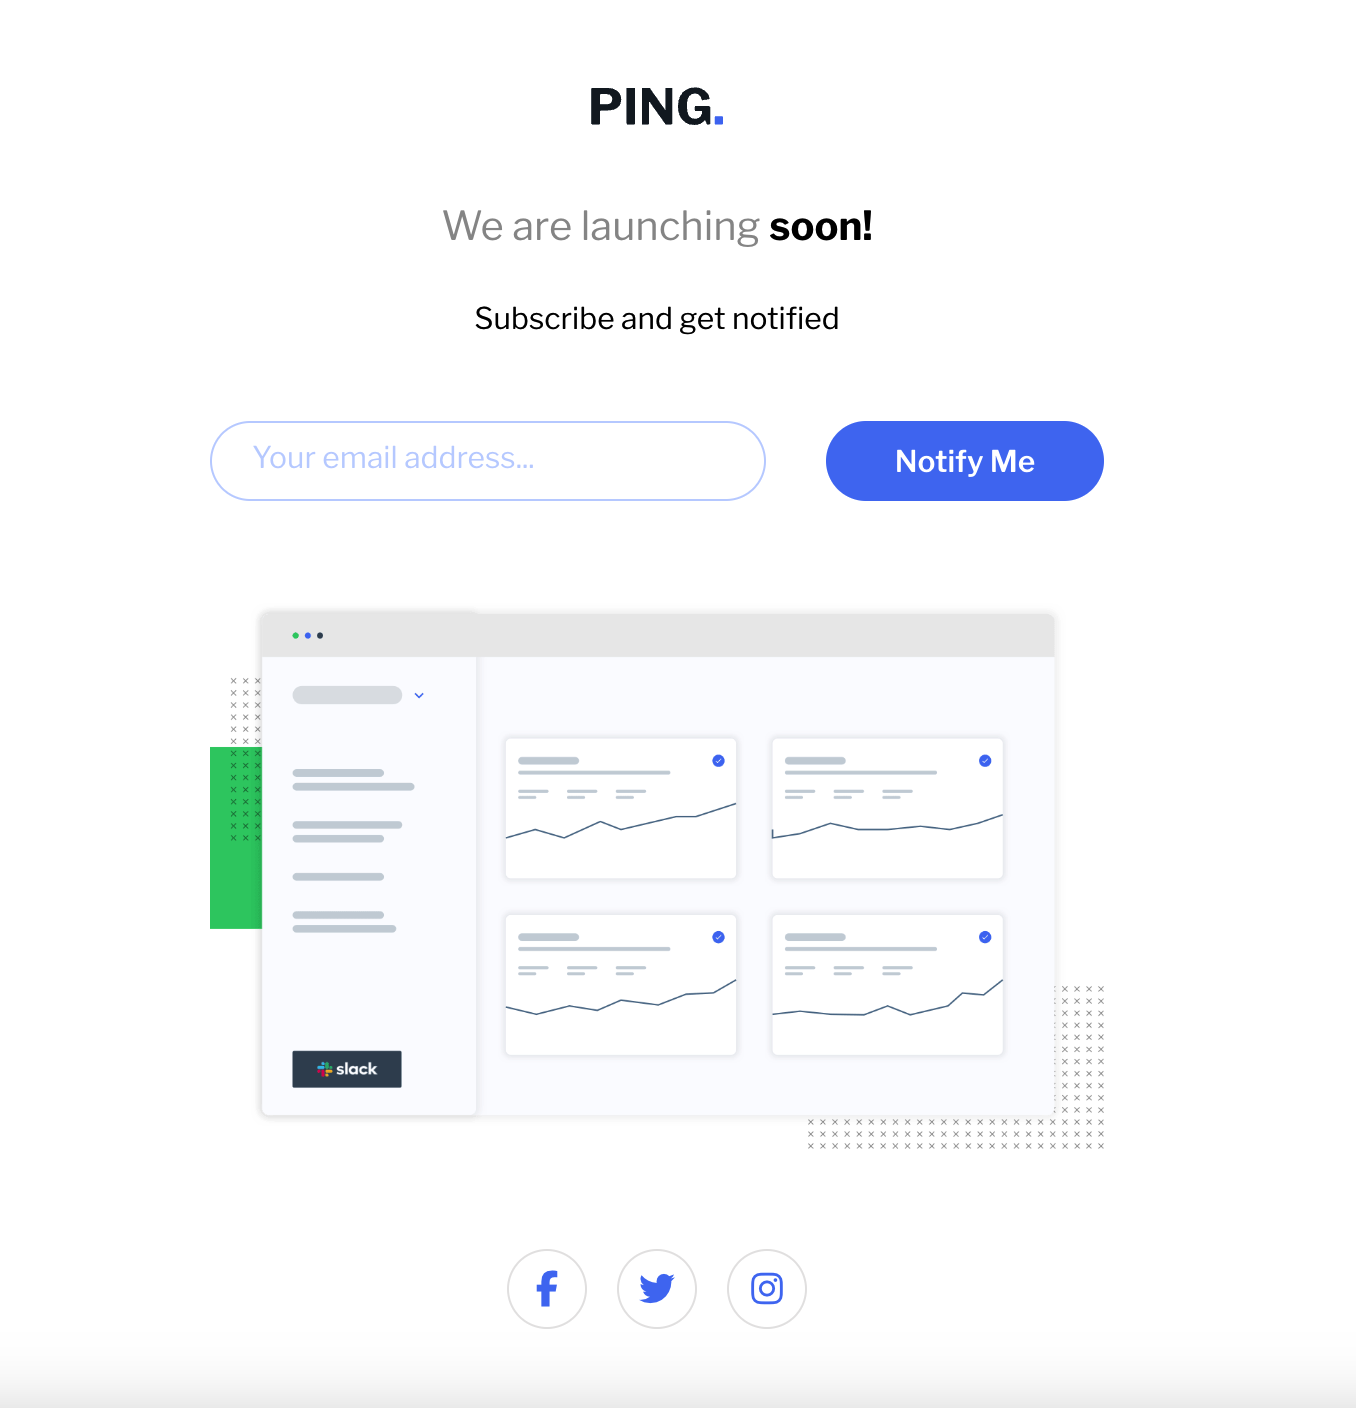 PING.
We are launching soon!
Subscribe and get notified
Your email address...
Notify Me
slack